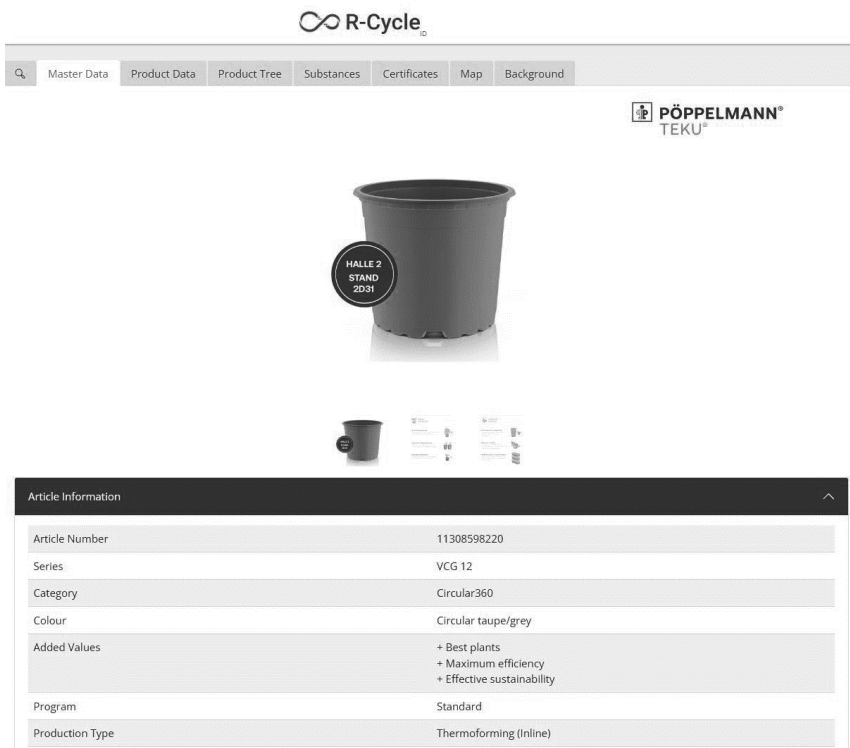 R-Cycle
ID
Master Data
Product Data
Product Tree
Substances
Certificates
Map
Background
PÖPPELMANN®
TEKU®
HALLE 2
STAND
2D31
Article Information
Article Number 11308598220
Series VCG 12
Category Circular360
Colour Circular taupe/grey
Added Values + Best plants
+ Maximum efficiency
+ Effective sustainability
Program Standard
Production Type Thermoforming (Inline)